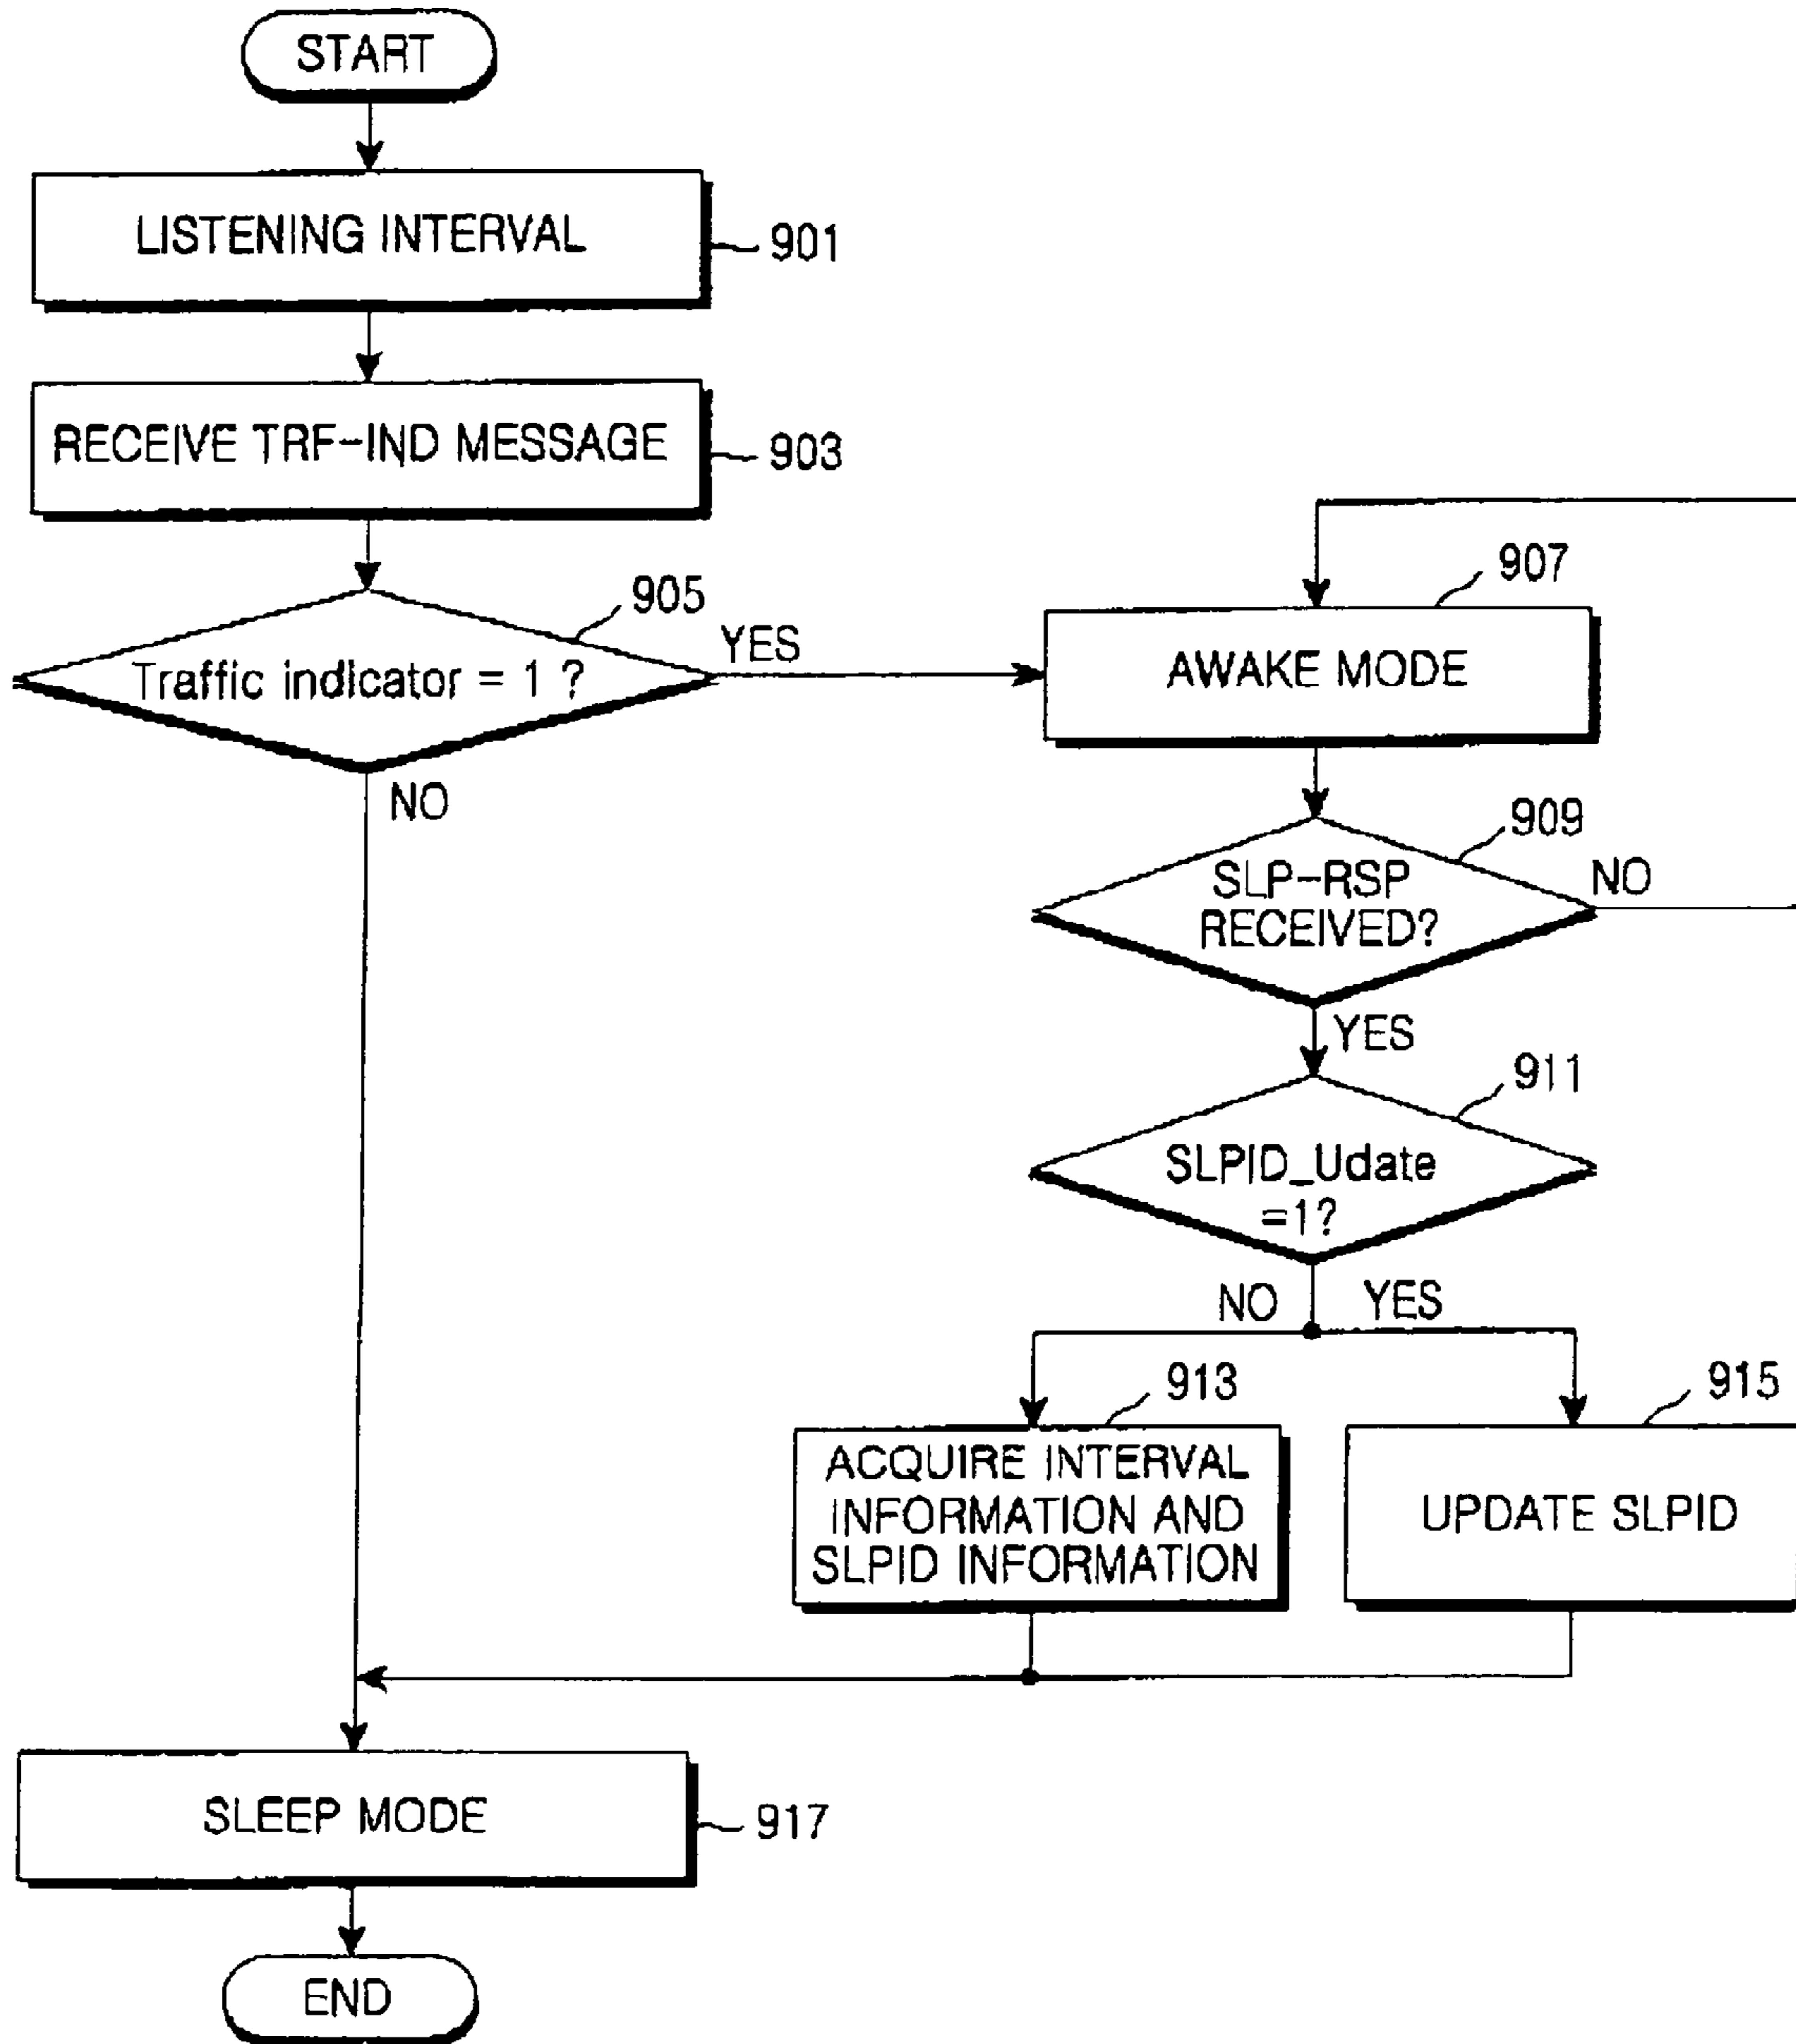 START
LISTENING INTERVAL
901
RECEIVE TRF-IND MESSAGE
903
905
Traffic indicator = 1 ?
YES
NO
907
AWAKE MODE
909
SLP-RSP
RECEIVED?
NO
YES
911
SLPID_Udate
=1?
NO
YES
913
ACQUIRE INTERVAL
INFORMATION AND
SLPID INFORMATION
915
UPDATE SLPID
SLEEP MODE
917
END